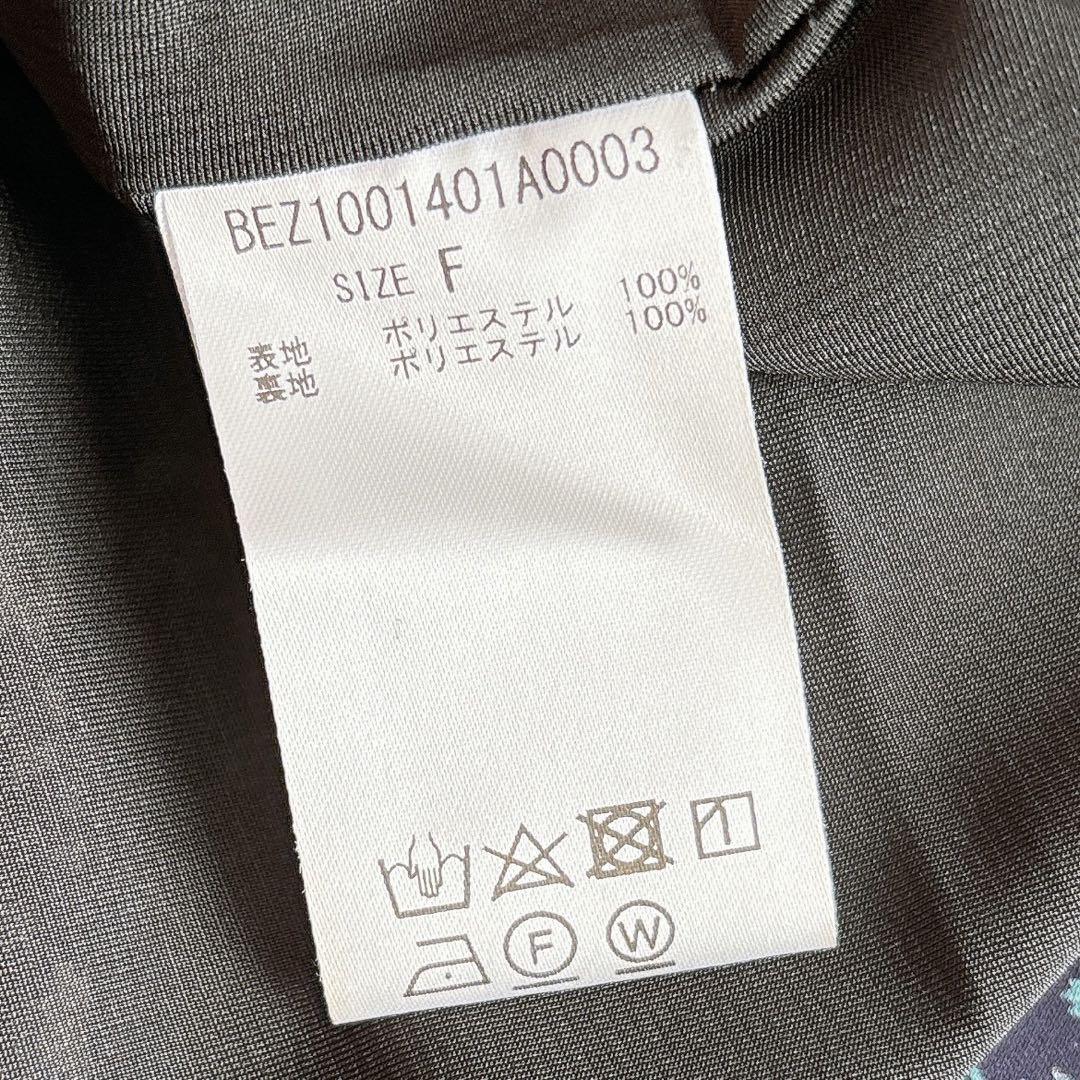 BEZ1001401A0003
SIZE F
表地 ポリエステル 100%
裏地 ポリエステル 100%
F W